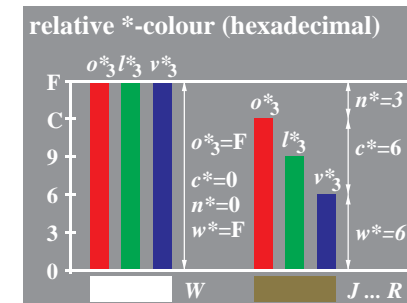 relative *-colour (hexadecimal)
o*3 l*3 v*3
F
C
9
6
3
0
o*3=F
c*=0
n*=0
w*=F
o*3
l*3
v*3
n*=3
c*=6
w*=6
W
J ... R